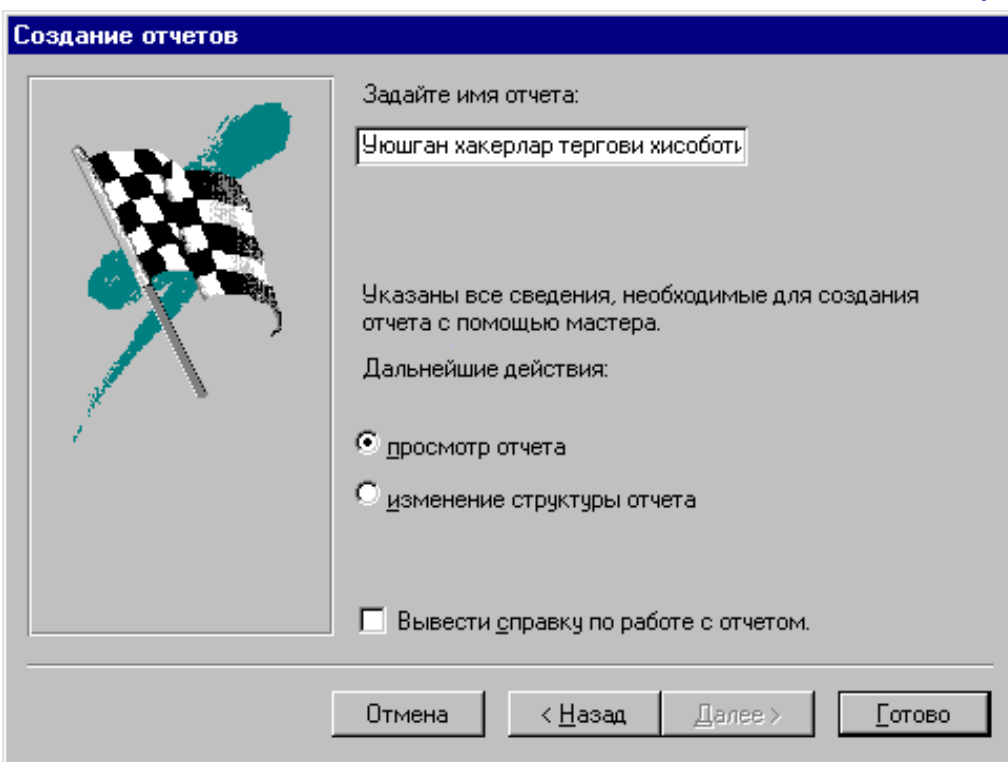 Создание отчетов
Задайте имя отчета:
Уюшган хакерлар тергови хисоботи
Указаны все сведения, необходимые для создания
отчета с помощью мастера.
Дальнейшие действия:
просмотр отчета
изменение структуры отчета
Вывести справку по работе с отчетом.
Отмена
< Назад
Далее >
Готово